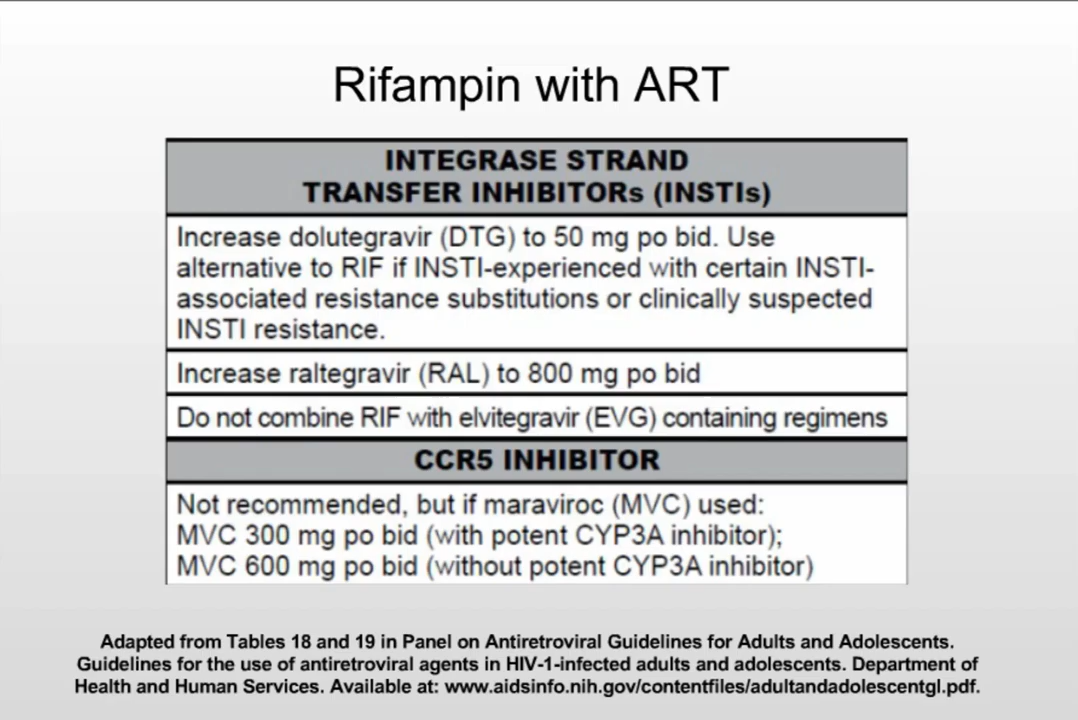 Rifampin with ART
INTEGRASE STRAND
TRANSFER INHIBITORs (INSTIs)
Increase dolutegravir (DTG) to 50 mg po bid. Use
alternative to RIF if INSTI-experienced with certain INSTI-
associated resistance substitutions or clinically suspected
INSTI resistance.
Increase raltegravir (RAL) to 800 mg po bid
Do not combine RIF with elvitegravir (EVG) containing regimens
CCR5 INHIBITOR
Not recommended, but if maraviroc (MVC) used:
MVC 300 mg po bid (with potent CYP3A inhibitor);
MVC 600 mg po bid (without potent CYP3A inhibitor)
Adapted from Tables 18 and 19 in Panel on Antiretroviral Guidelines for Adults and Adolescents.
Guidelines for the use of antiretroviral agents in HIV-1-infected adults and adolescents. Department of
Health and Human Services. Available at: www.aidsinfo.nih.gov/contentfiles/adultandadolescentgl.pdf.